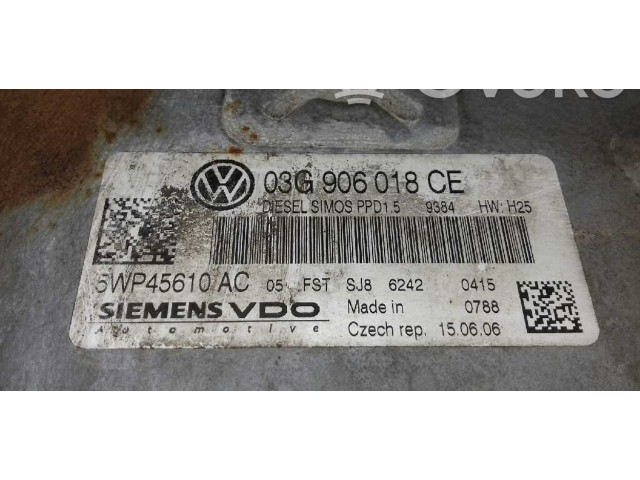 03G 906 018 CE
DIESEL SIMOS PPD1.5 9384 HW: H25
5WP45610 AC 05 FST SJ8 6242 0415
SIEMENS VDO Made in 0788
Automotive Czech rep. 15.06.06